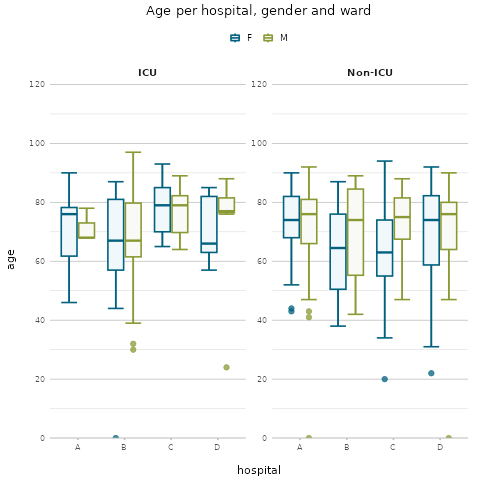 Age per hospital, gender and ward
F M
ICU Non-ICU
120 120
100 100
80 80
60 60
40 40
20 20
0 0
A B C D A B C D
age
hospital